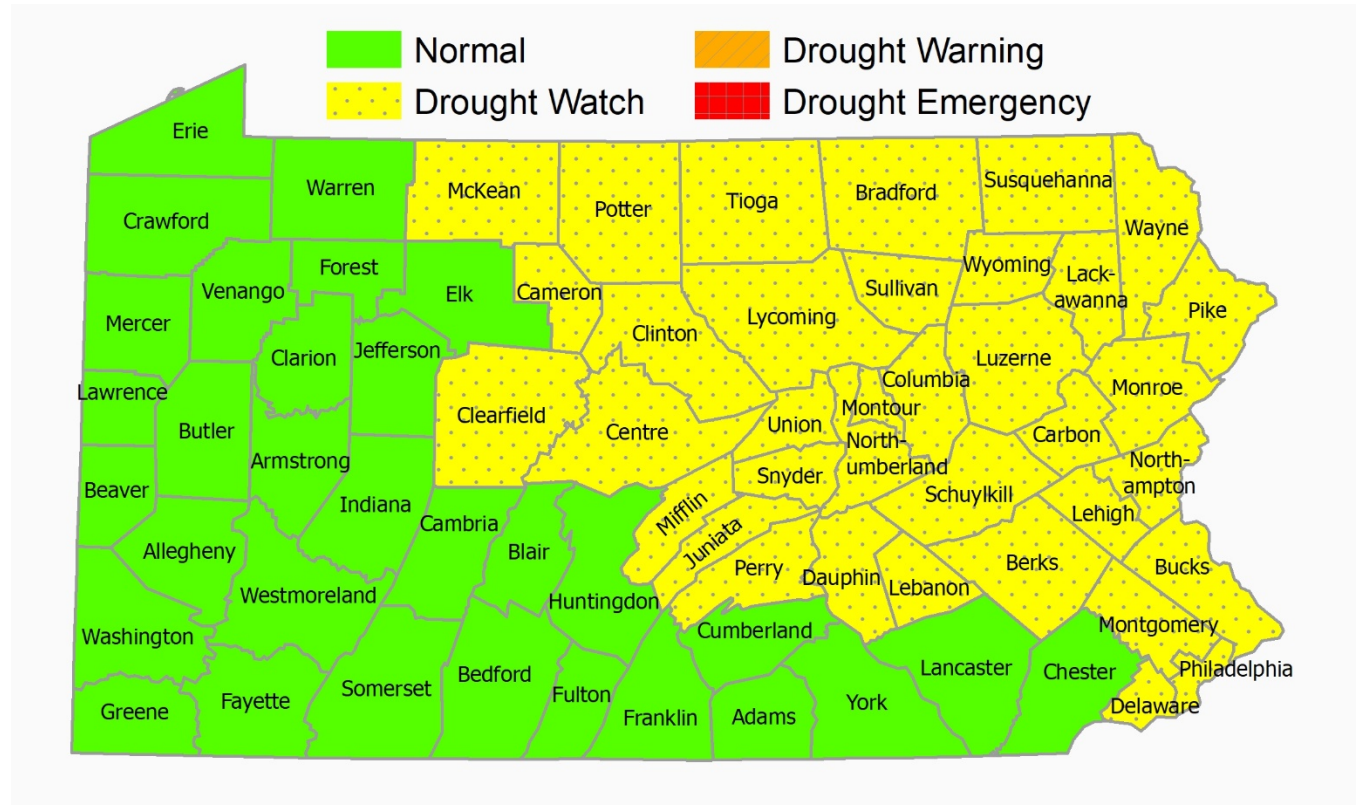 Normal
Drought Warning
Drought Watch
Drought Emergency
Erie
Warren
McKean
Potter
Tioga
Bradford
Susquehanna
Wayne
Crawford
Forest
Venango
Elk
Cameron
Sullivan
Wyoming
Lack-
awanna
Pike
Mercer
Clarion
Jefferson
Clinton
Lycoming
Luzerne
Monroe
Lawrence
Butler
Clearfield
Centre
Union
Montour
Columbia
Carbon
North-
ampton
Beaver
Armstrong
Indiana
Snyder
North-
umberland
Schuylkill
Lehigh
Allegheny
Cambria
Blair
Mifflin
Juniata
Perry
Dauphin
Lebanon
Berks
Bucks
Westmoreland
Huntingdon
Cumberland
Montgomery
Washington
Bedford
Lancaster
Chester
Philadelphia
Greene
Fayette
Somerset
Fulton
Franklin
Adams
York
Delaware